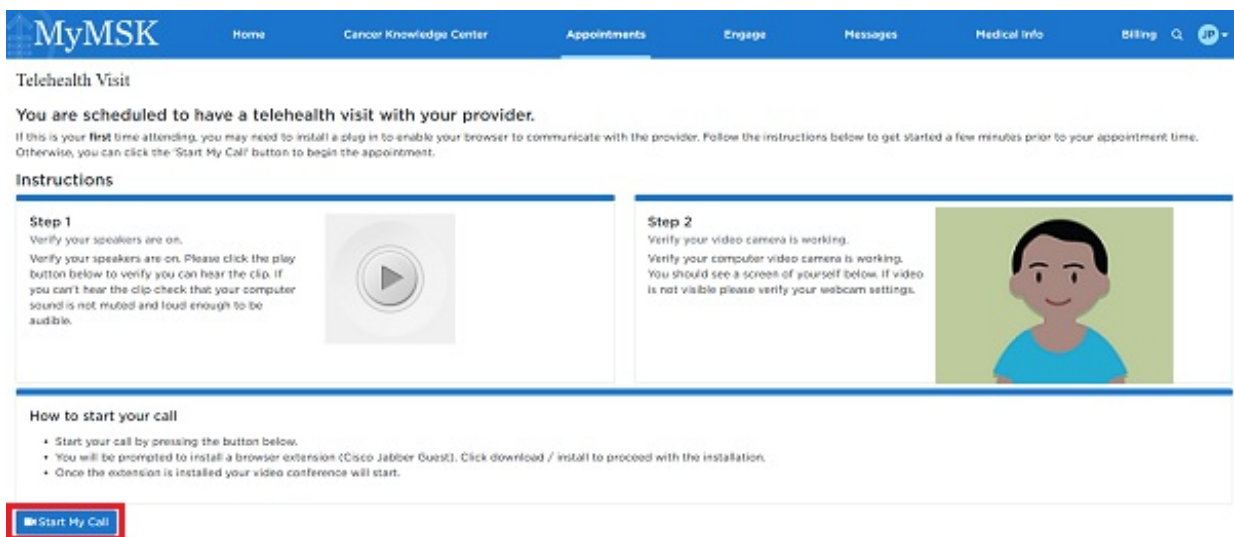 MyMSK Home Cancer Knowledge Center Appointments Engage Messages Medical Info Billing JP
Telehealth Visit
You are scheduled to have a telehealth visit with your provider.
If this is your first time attending, you may need to install a plug in to enable your browser to communicate with the provider. Follow the instructions below to get started a few minutes prior to your appointment time.
Otherwise, you can click the 'Start My Call' button to begin the appointment.
Instructions
Step 1
Verify your speakers are on.
Verify your speakers are on. Please click the play
button below to verify you can hear the clip. If
you can't hear the clip check that your computer
sound is not muted and loud enough to be
audible.
Step 2
Verify your video camera is working.
Verify your computer video camera is working.
You should see a screen of yourself below. If video
is not visible please verify your webcam settings.
How to start your call
• Start your call by pressing the button below.
• You will be prompted to install a browser extension (Cisco Jabber Guest). Click download / install to proceed with the installation.
• Once the extension is installed your video conference will start.
Start My Call